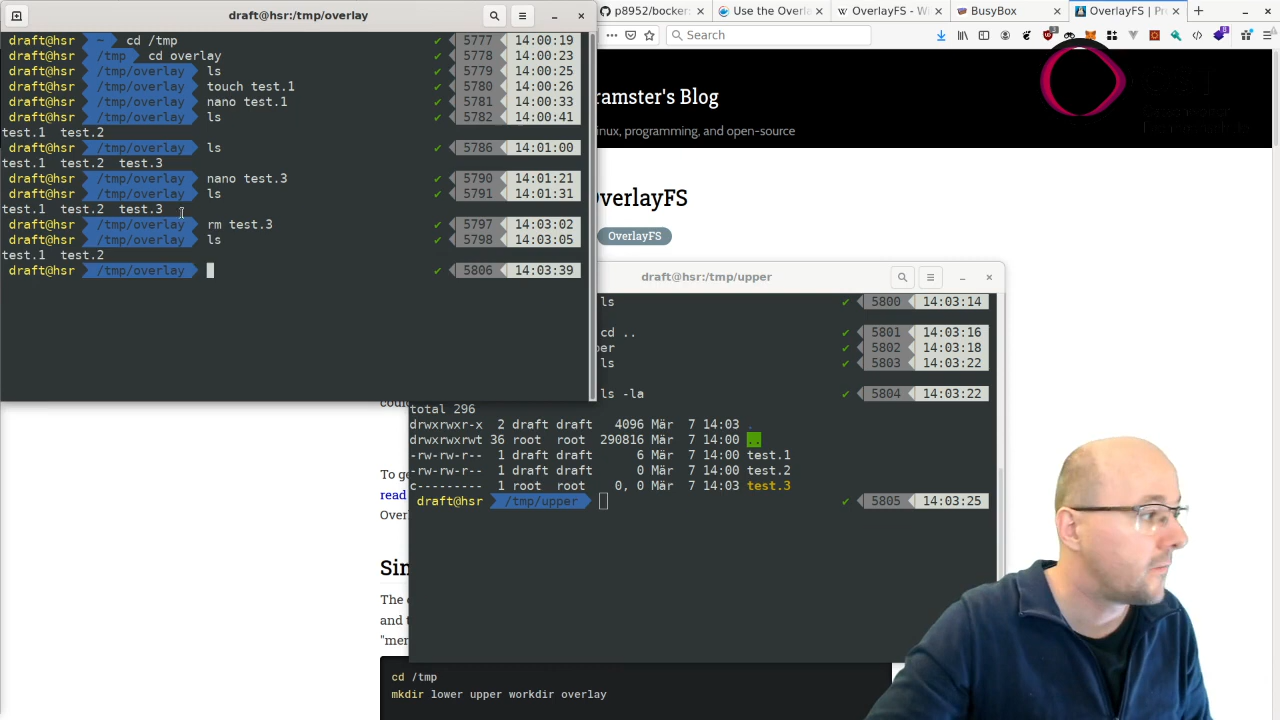 draft@hsr:/tmp/overlay
draft@hsr ~ cd /tmp ✔ 5777 14:00:19
draft@hsr /tmp cd overlay ✔ 5778 14:00:23
draft@hsr /tmp/overlay ls ✔ 5779 14:00:25
draft@hsr /tmp/overlay touch test.1 ✔ 5780 14:00:26
draft@hsr /tmp/overlay nano test.1 ✔ 5781 14:00:33
draft@hsr /tmp/overlay ls ✔ 5782 14:00:41
test.1 test.2
draft@hsr /tmp/overlay ls ✔ 5786 14:01:00
test.1 test.2 test.3
draft@hsr /tmp/overlay nano test.3 ✔ 5790 14:01:21
draft@hsr /tmp/overlay ls ✔ 5791 14:01:31
test.1 test.2 test.3
draft@hsr /tmp/overlay rm test.3 ✔ 5797 14:03:02
draft@hsr /tmp/overlay ls ✔ 5798 14:03:05
test.1 test.2
draft@hsr /tmp/overlay ✔ 5806 14:03:39
p8952/bocker
Use the Overla
OverlayFS - Wi
BusyBox
OverlayFS | Pr
Search
ramster's Blog
inux, programming, and open-source
OverlayFS
OverlayFS
draft@hsr:/tmp/upper
ls ✔ 5800 14:03:14
cd .. ✔ 5801 14:03:16
per ✔ 5802 14:03:18
ls ✔ 5803 14:03:22
ls -la ✔ 5804 14:03:22
total 296
drwxrwxr-x 2 draft draft 4096 Mär 7 14:03 .
drwxrwxrwt 36 root root 290816 Mär 7 14:00 ..
-rw-rw-r-- 1 draft draft 6 Mär 7 14:00 test.1
-rw-rw-r-- 1 draft draft 0 Mär 7 14:00 test.2
c--------- 1 root root 0, 0 Mär 7 14:03 test.3
draft@hsr /tmp/upper ✔ 5805 14:03:25
To ge
read
Overl
Sim
The o
and t
"mer
cd /tmp
mkdir lower upper workdir overlay